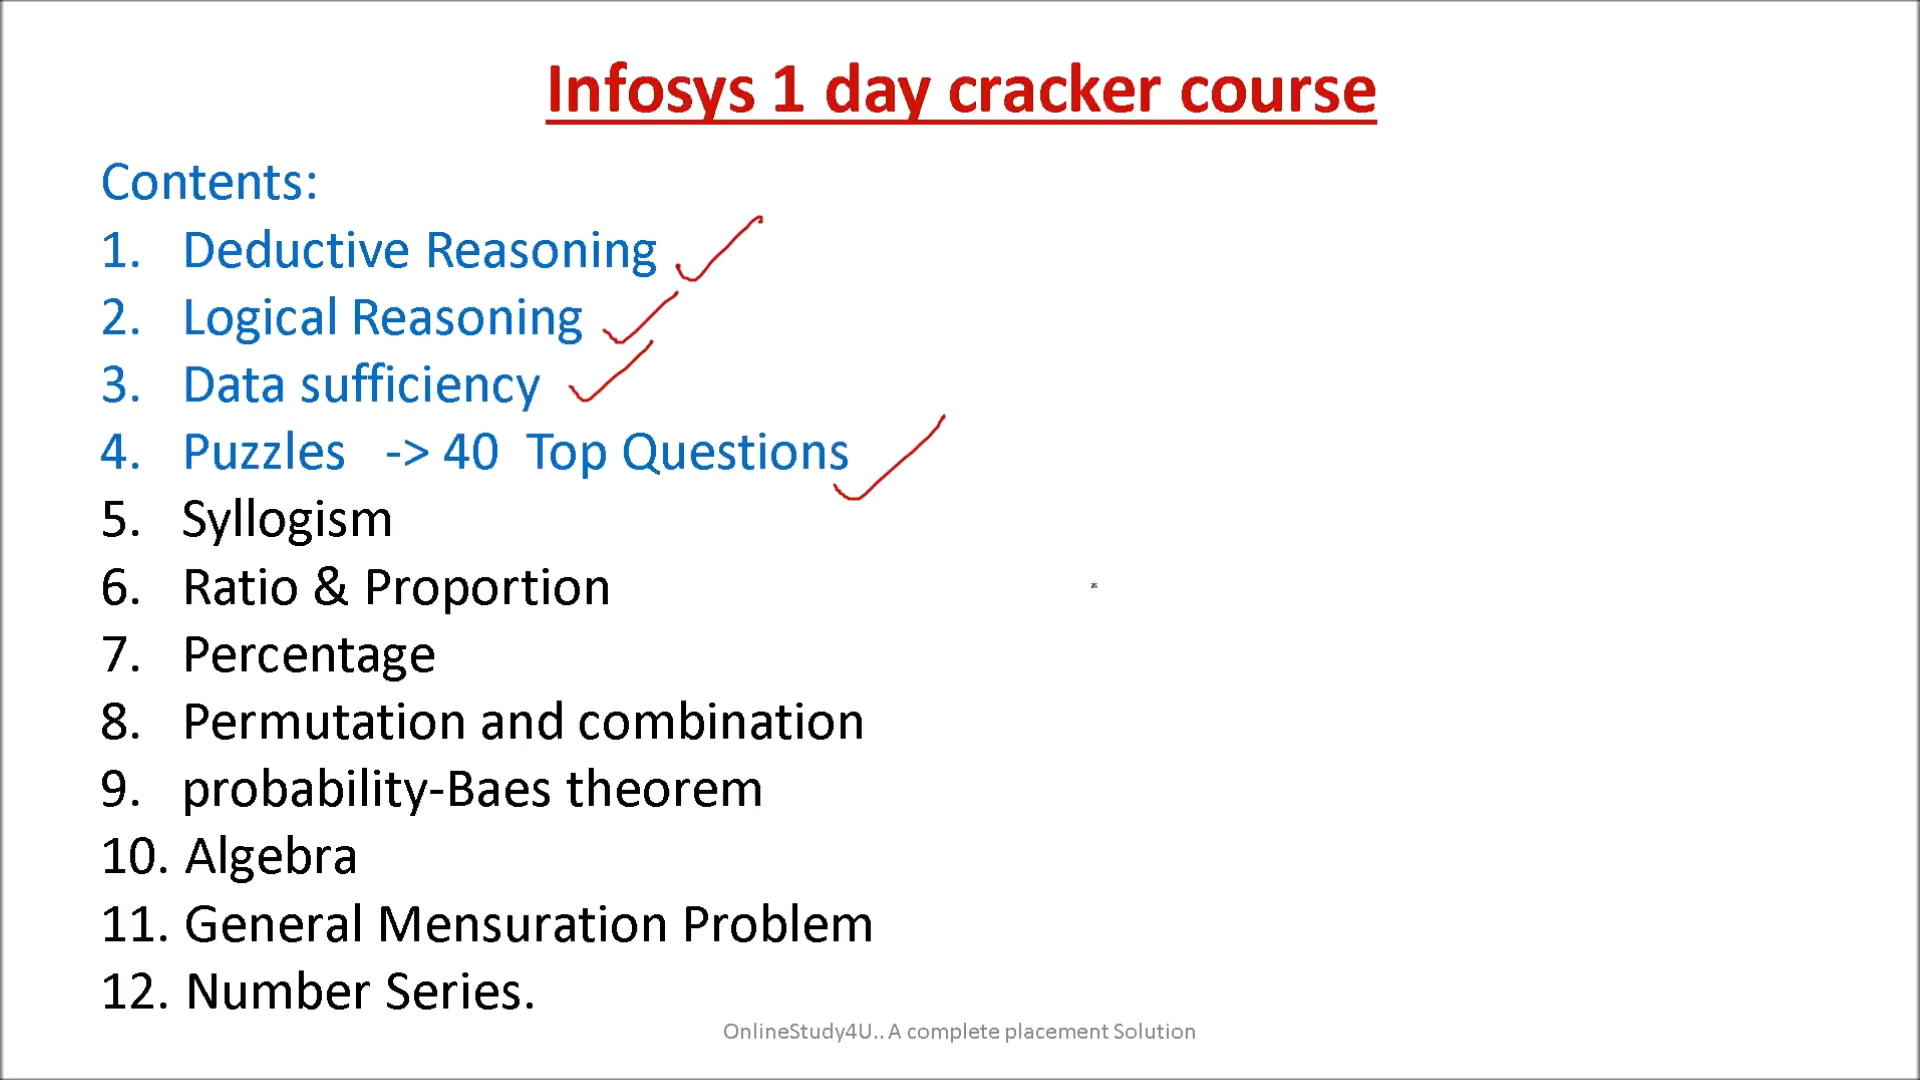 Infosys 1 day cracker course
Contents:
1. Deductive Reasoning
2. Logical Reasoning
3. Data sufficiency
4. Puzzles -> 40 Top Questions
5. Syllogism
6. Ratio & Proportion
7. Percentage
8. Permutation and combination
9. probability-Baes theorem
10. Algebra
11. General Mensuration Problem
12. Number Series.
OnlineStudy4U.. A complete placement Solution